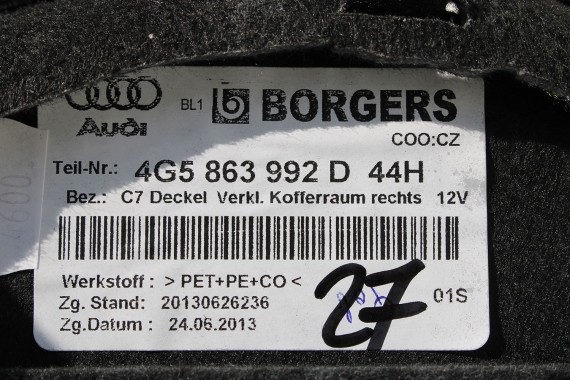 Audi
BL1 BORGERS
COO:CZ
Teil-Nr.: 4G5 863 992 D 44H
Bez.: C7 Deckel Verkl. Kofferraum rechts 12V
Werkstoff : > PET+PE+CO <
Zg. Stand: 20130626236
Zg.Datum : 24.06.2013
27
01S